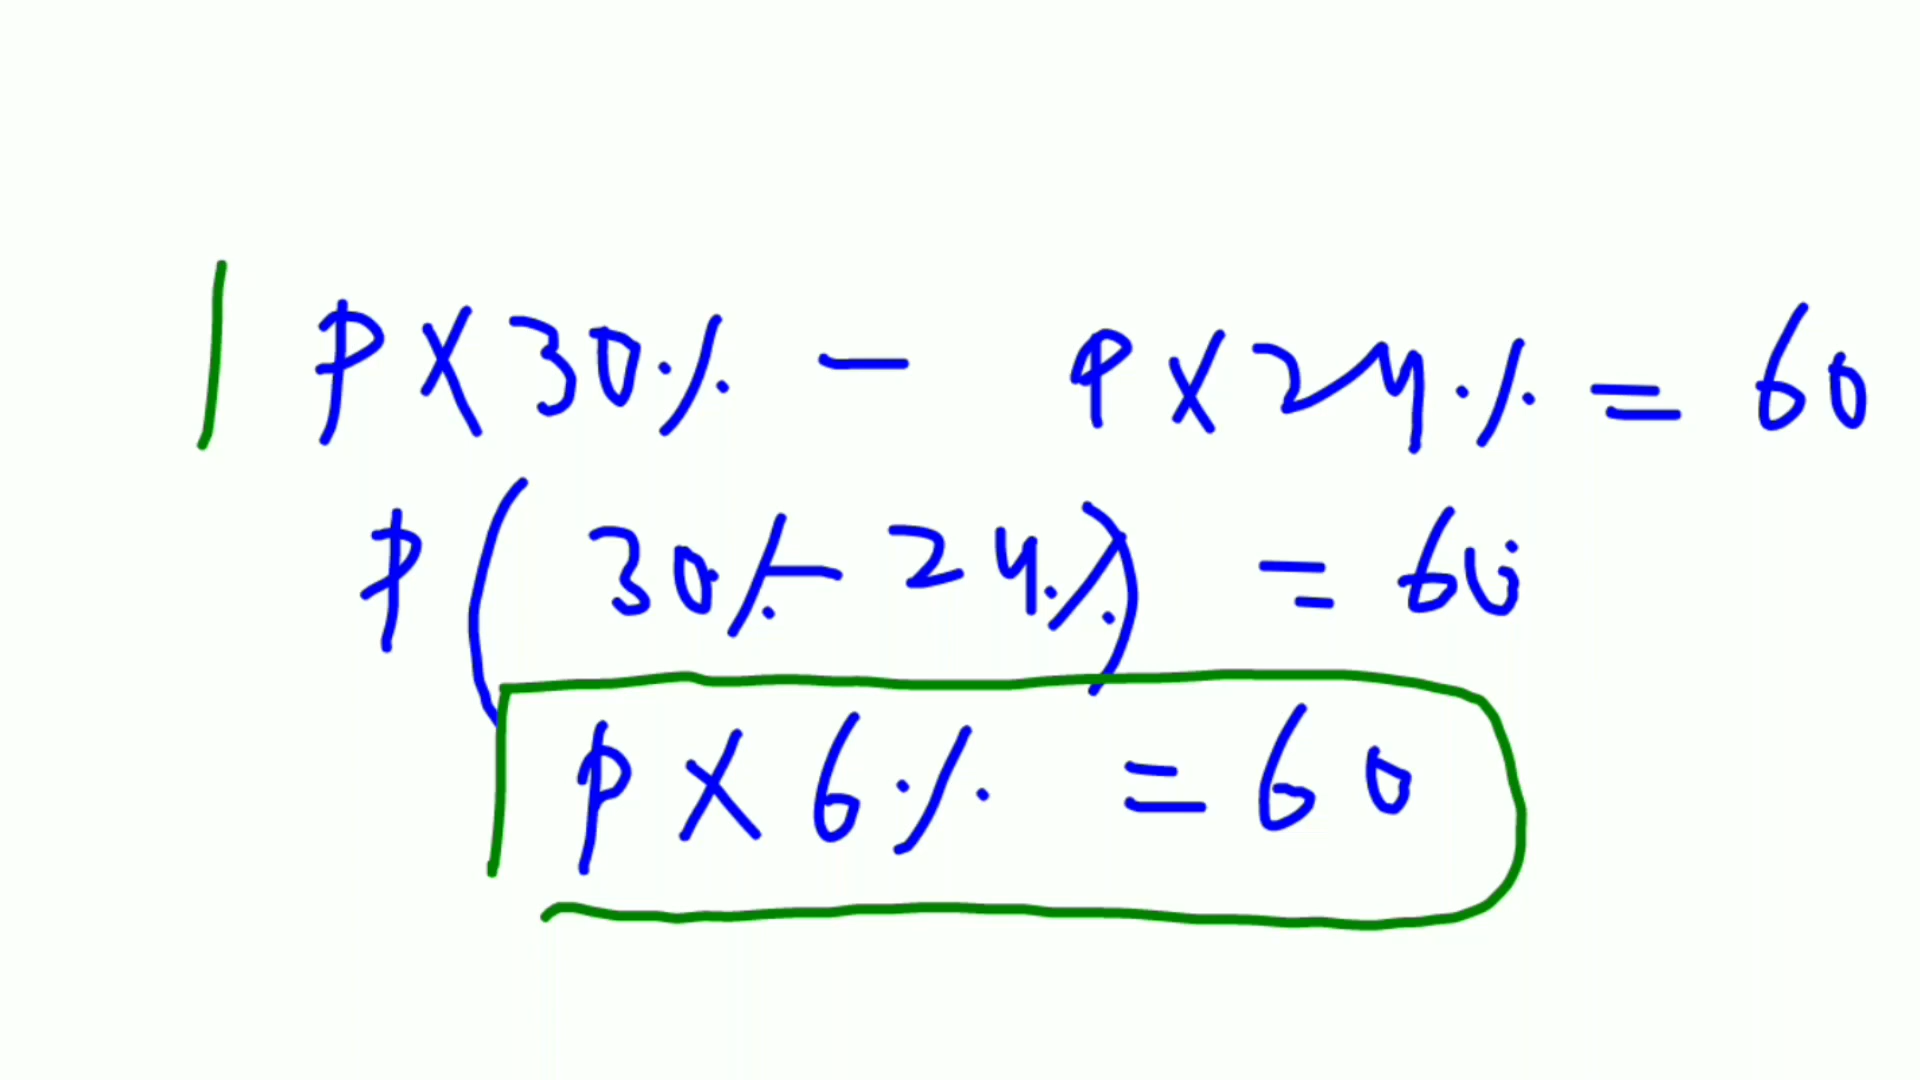 P X 30% - P X 24% = 60
P ( 30% - 24% ) = 60
P X 6% = 60